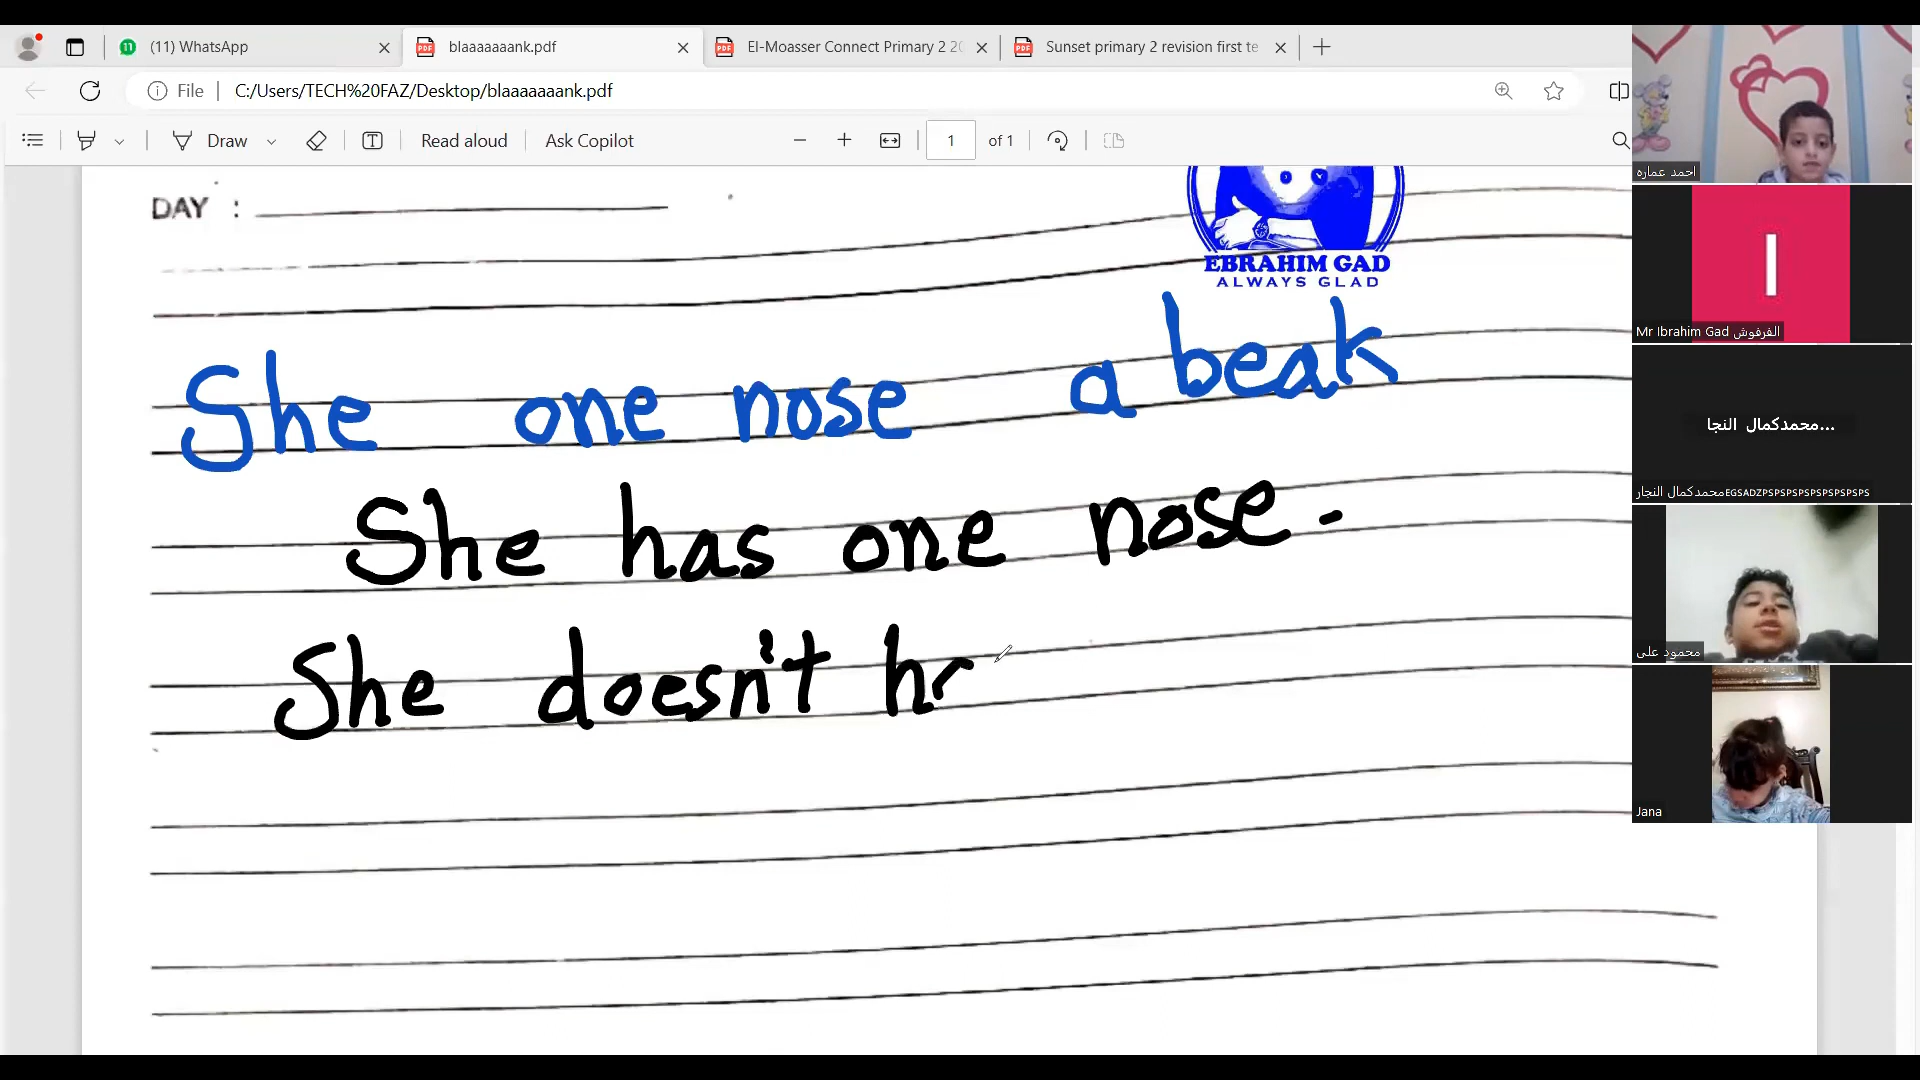 (11) WhatsApp
blaaaaaaank.pdf
El-Moasser Connect Primary 2 20
Sunset primary 2 revision first te
File
C:/Users/TECH%20FAZ/Desktop/blaaaaaaank.pdf
Draw
Read aloud
Ask Copilot
1 of 1
DAY :
EBRAHIM GAD
ALWAYS GLAD
She one nose a beak
She has one nose.
She doesn't h
احمد عماره
Mr Ibrahim Gad الفرفوش
محمدكمال النجا...
محمدكمال النجارEGSADZPSPSPSPSPSPSPSPSPS
محمود على
Jana